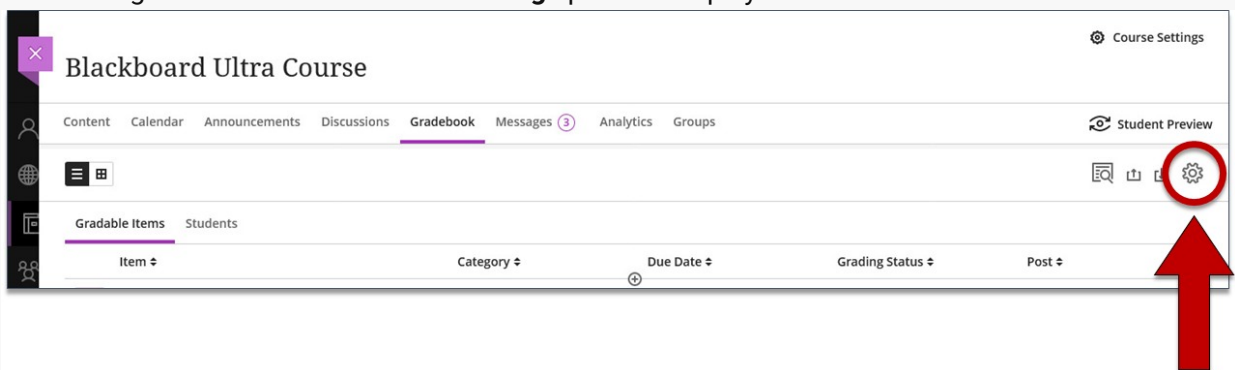 Course Settings
Blackboard Ultra Course
Content Calendar Announcements Discussions Gradebook Messages 3 Analytics Groups Student Preview
Gradable Items Students
Item Category Due Date Grading Status Post